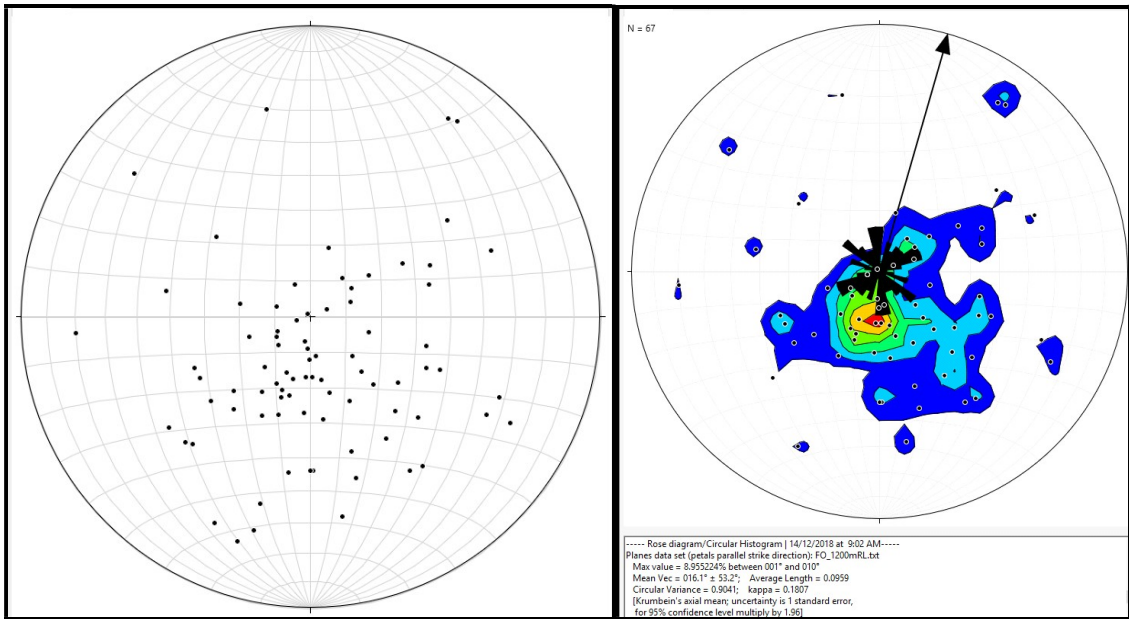 N = 67
----- Rose diagram/Circular Histogram | 14/12/2018 at 9:02 AM-----
Planes data set (petals parallel strike direction): FO_1200mRL.txt
Max value = 8.955224% between 001° and 010°
Mean Vec = 016.1° ± 53.2°; Average Length = 0.0959
Circular Variance = 0.9041; kappa = 0.1807
[Krumbein's axial mean; uncertainty is 1 standard error,
for 95% confidence level multiply by 1.96]